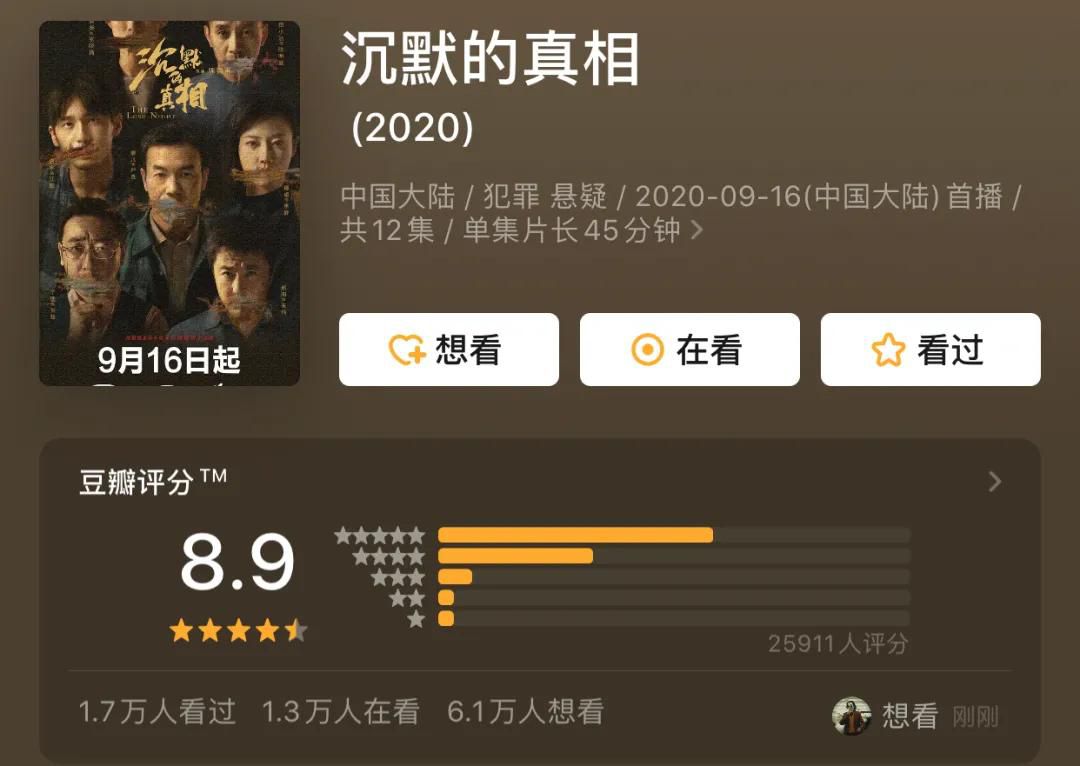 沉默的真相
THE
LONG NIGHT
9月16日起
沉默的真相
(2020)
中国大陆 / 犯罪 悬疑 / 2020-09-16(中国大陆)首播 /
共12集 / 单集片长45分钟
想看
在看
看过
豆瓣评分™
8.9
25911人评分
1.7万人看过 1.3万人在看 6.1万人想看
想看 刚刚